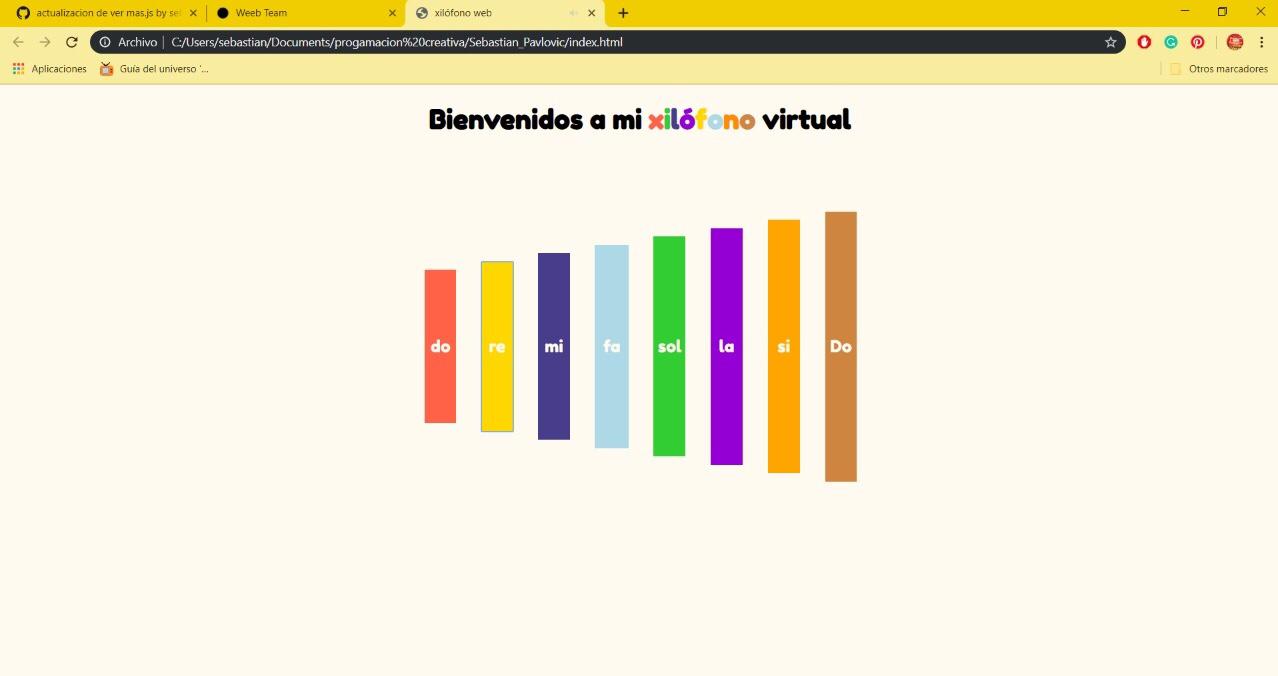 actualizacion de ver mas.js by se
Weeb Team
xilófono web
Archivo
C:/Users/sebastian/Documents/progamacion%20creativa/Sebastian_Pavlovic/index.html
Aplicaciones
Guía del universo '...
Otros marcadores
Bienvenidos a mi xilófono virtual
do re mi fa sol la si Do